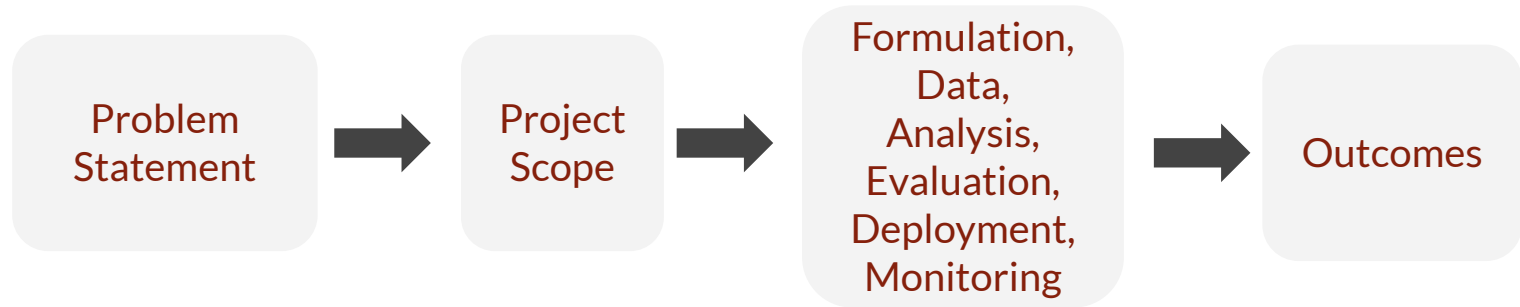 Problem
Statement
Project
Scope
Formulation,
Data,
Analysis,
Evaluation,
Deployment,
Monitoring
Outcomes